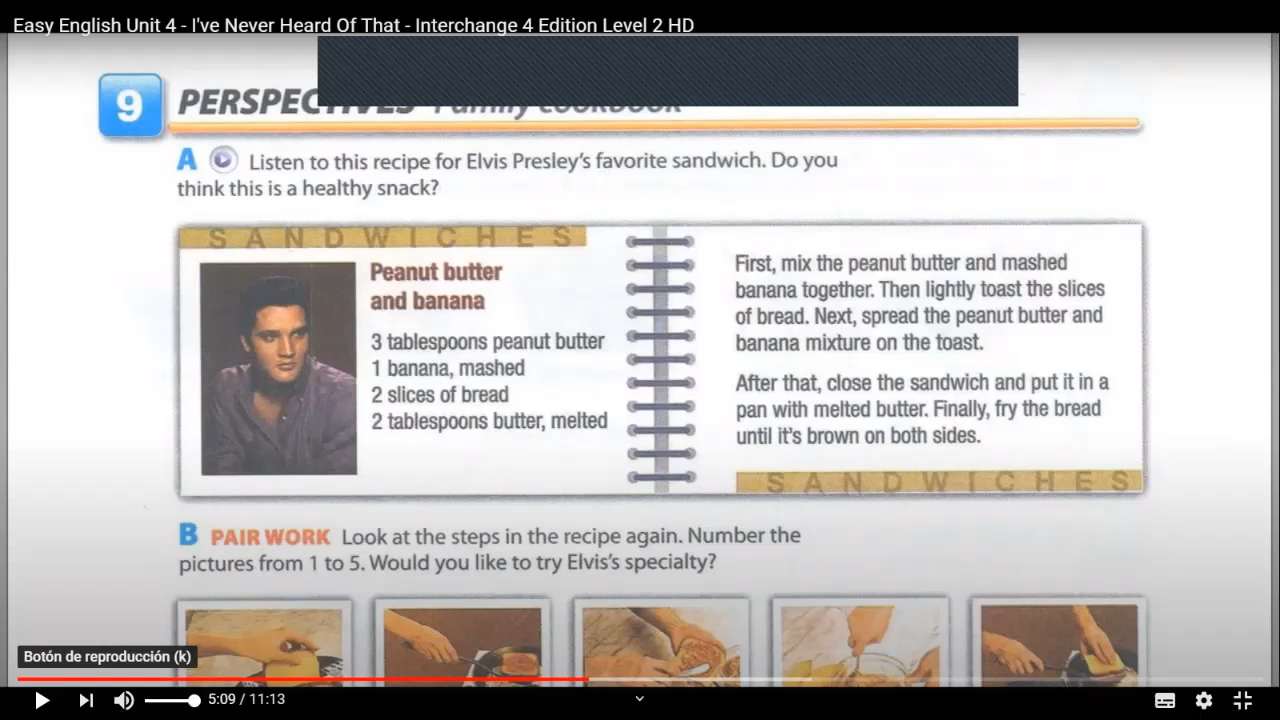 Easy English Unit 4 - I've Never Heard Of That - Interchange 4 Edition Level 2 HD
9
A Listen to this recipe for Elvis Presley's favorite sandwich. Do you
think this is a healthy snack?
SANDWICHES
Peanut butter
and banana
3 tablespoons peanut butter
1 banana, mashed
2 slices of bread
2 tablespoons butter, melted
First, mix the peanut butter and mashed
banana together. Then lightly toast the slices
of bread. Next, spread the peanut butter and
banana mixture on the toast.
After that, close the sandwich and put it in a
pan with melted butter. Finally, fry the bread
until it's brown on both sides.
SANDWICHES
B PAIR WORK Look at the steps in the recipe again. Number the
pictures from 1 to 5. Would you like to try Elvis's specialty?
Botón de reproducción (k)
5:09 / 11:13